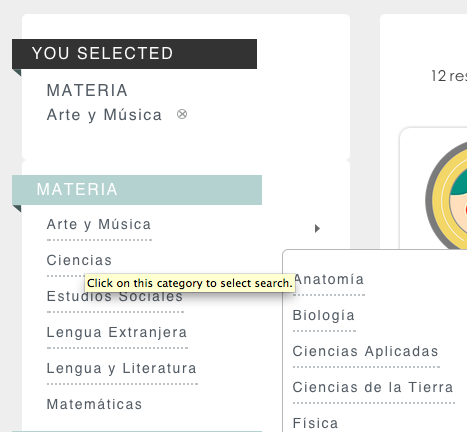 YOU SELECTED
MATERIA
Arte y Música ⊗
12 res
MATERIA
Arte y Música
Ciencias
Click on this category to select search.
Estudios Sociales
Lengua Extranjera
Lengua y Literatura
Matemáticas
Anatomía
Biología
Ciencias Aplicadas
Ciencias de la Tierra
Física